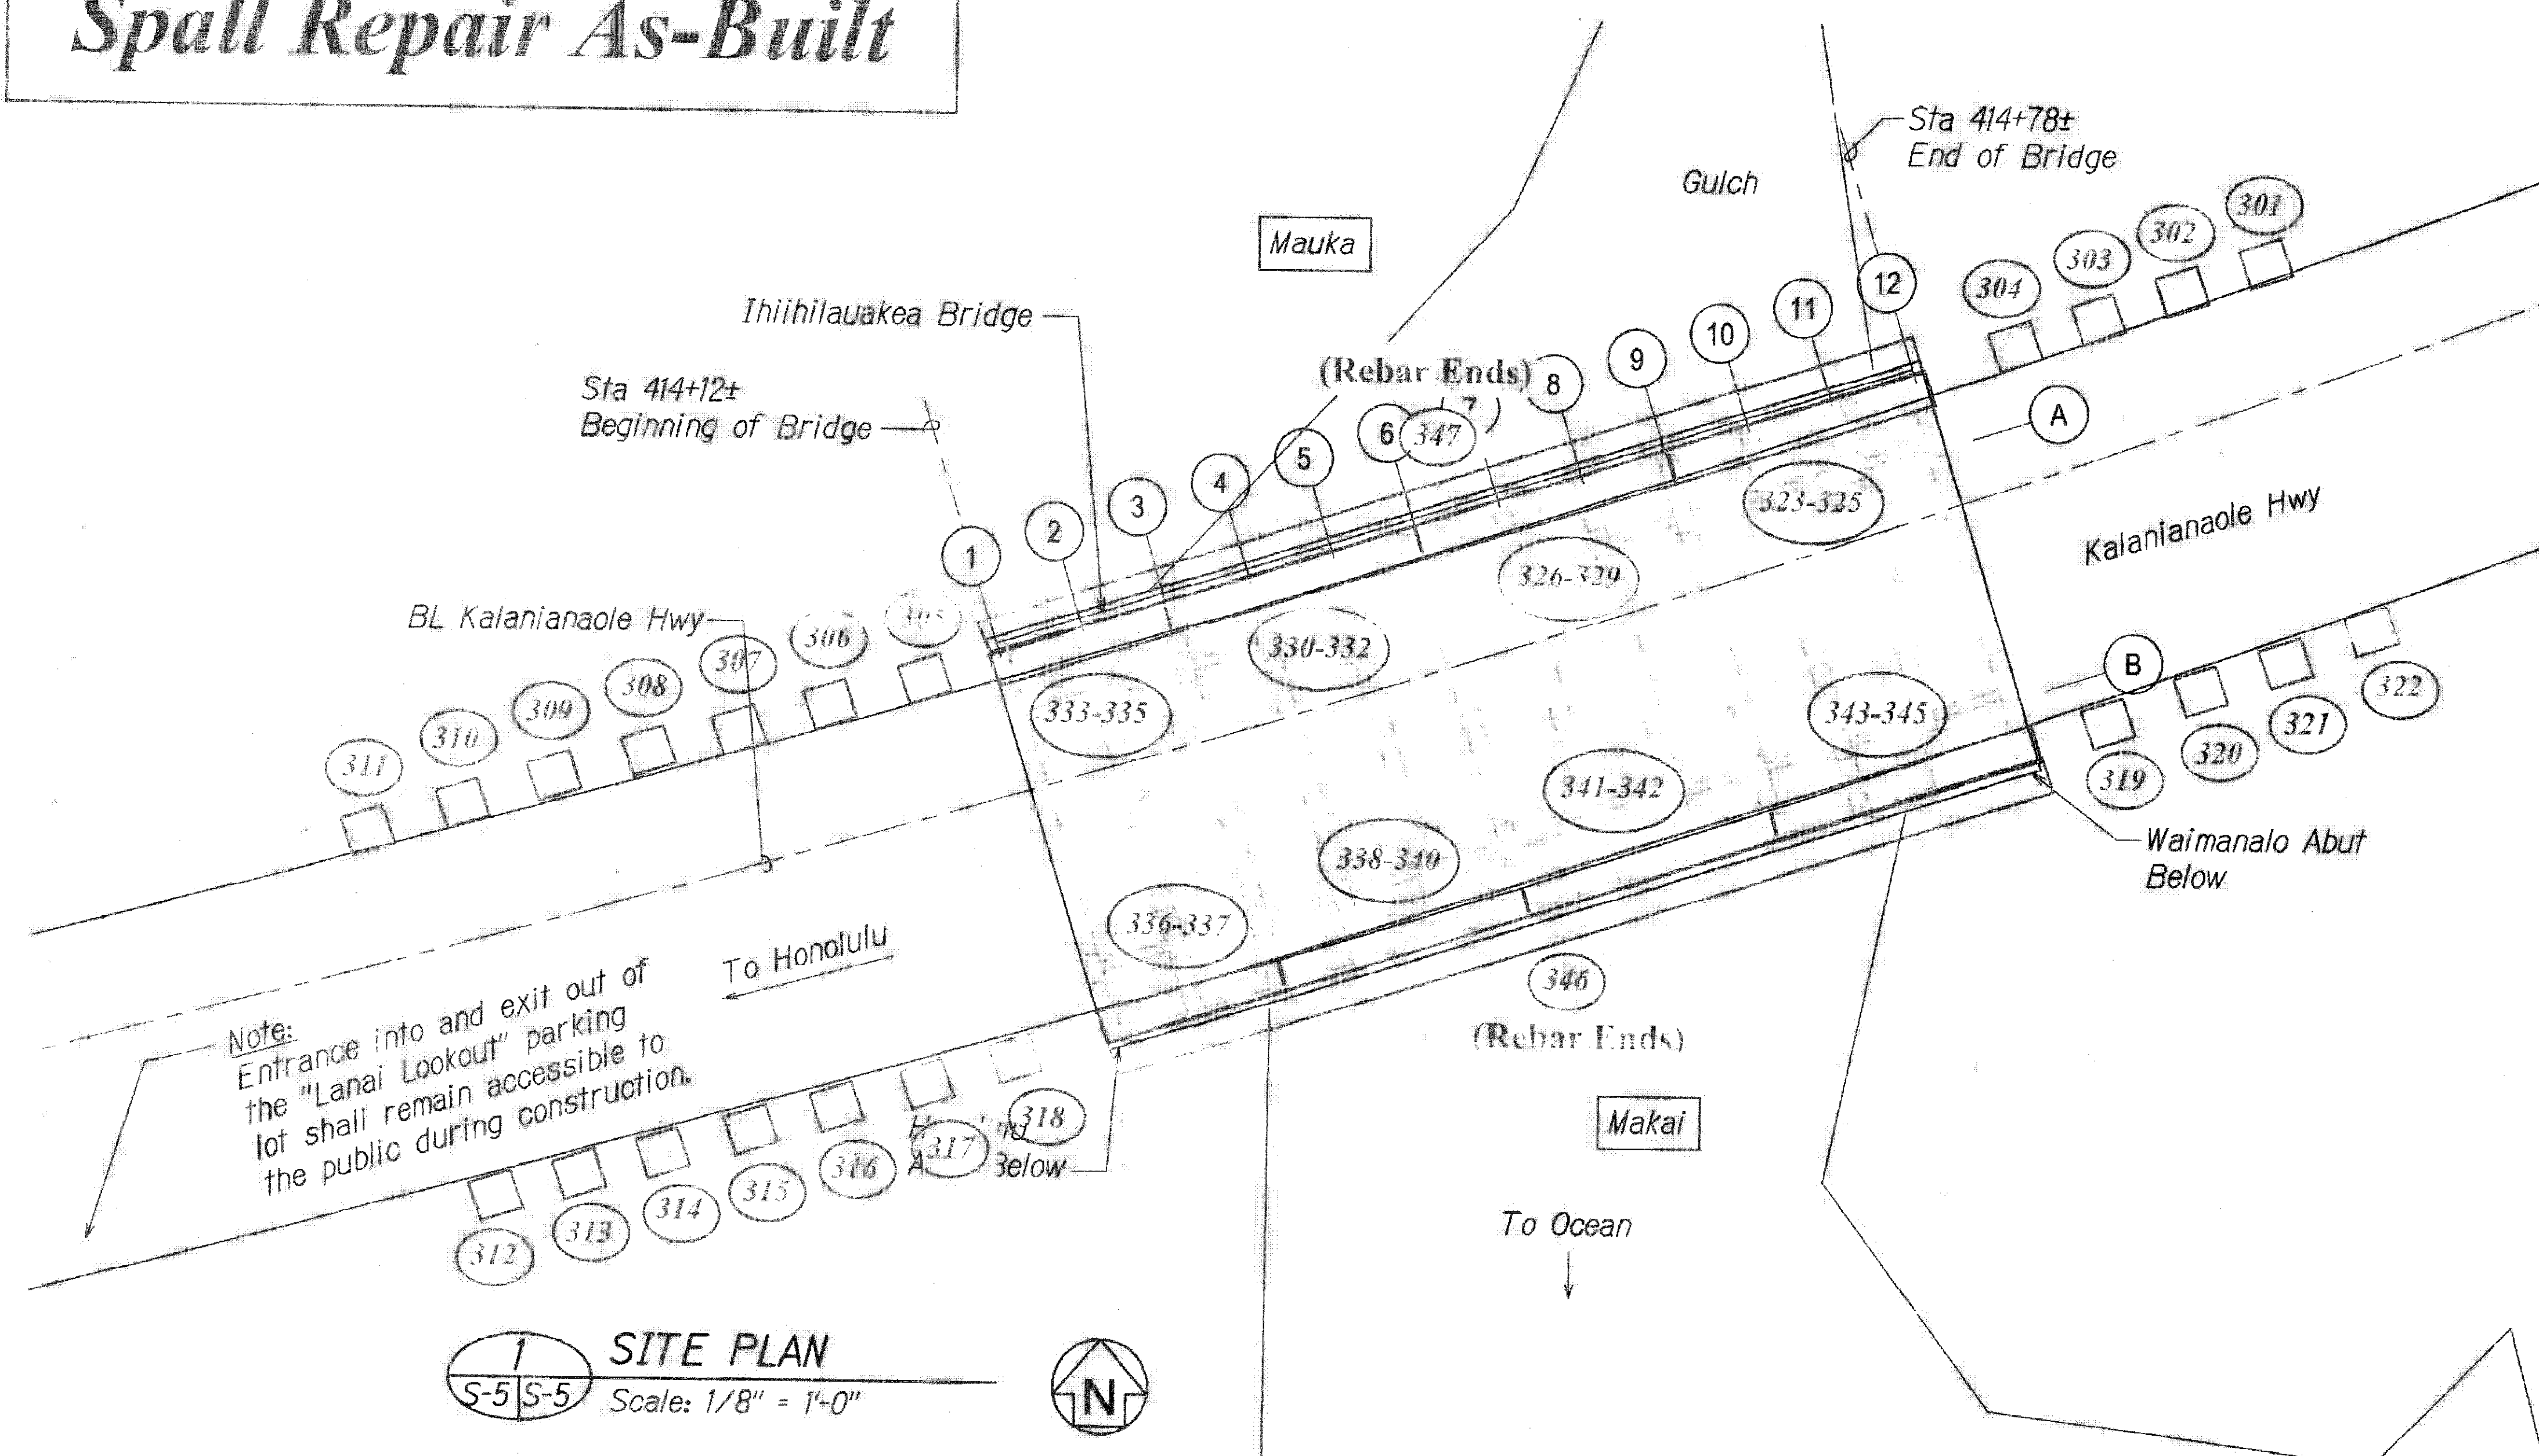 Spall Repair As-Built
Sta 414+78±
End of Bridge
Gulch
Mauka
301
302
303
304
Ihiihilauakea Bridge
Sta 414+12±
Beginning of Bridge
(Rebar Ends)
1
2
3
4
5
6
7
347
8
9
10
11
12
A
323-325
326-329
330-332
333-335
Kalanianaole Hwy
BL Kalanianaole Hwy
305
306
307
308
309
310
311
B
322
321
320
319
343-345
341-342
338-340
336-337
Waimanalo Abut
Below
346
(Rebar Ends)
To Honolulu
Note:
Entrance into and exit out of
the "Lanai Lookout" parking
lot shall remain accessible to
the public during construction.
318
317
Below
316
315
314
313
312
Makai
To Ocean
1
S-5 S-5
SITE PLAN
Scale: 1/8" = 1'-0"
N